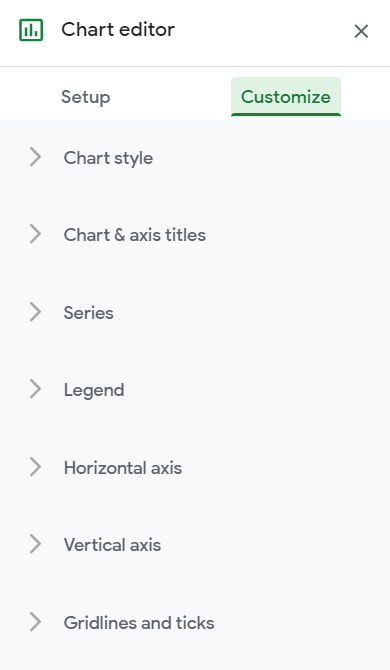 Chart editor
Setup
Customize
Chart style
Chart & axis titles
Series
Legend
Horizontal axis
Vertical axis
Gridlines and ticks